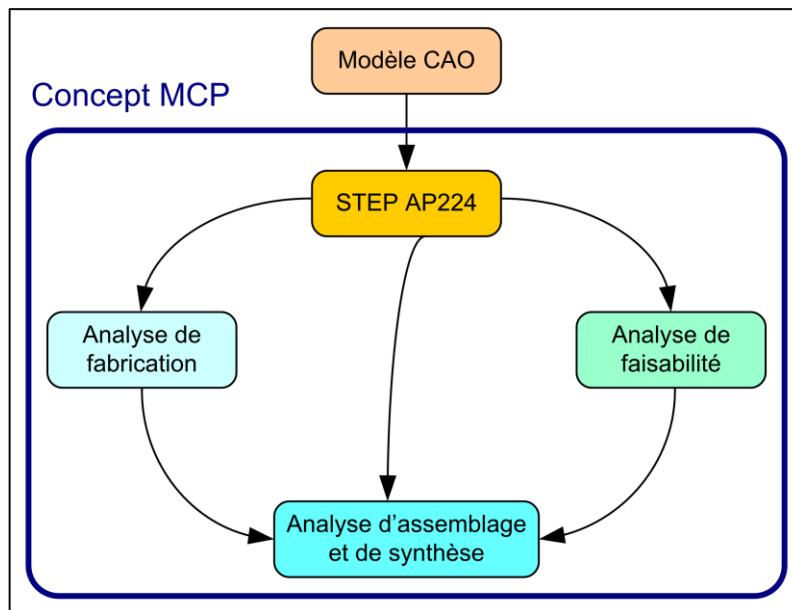 Modèle CAO
Concept MCP
STEP AP224
Analyse de
fabrication
Analyse de
faisabilité
Analyse d’assemblage
et de synthèse